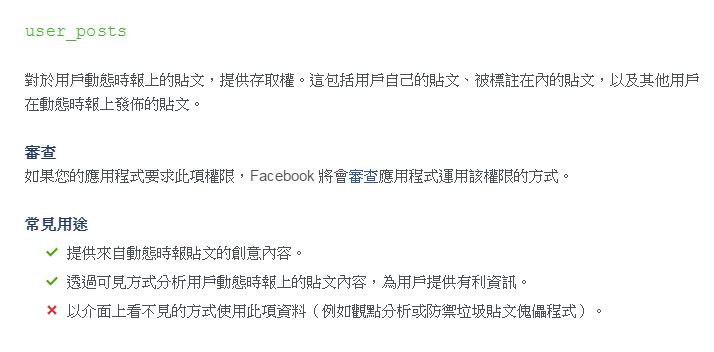 user_posts
對於用戶動態時報上的貼文，提供存取權。這包括用戶自己的貼文、被標註在內的貼文，以及其他用戶
在動態時報上發佈的貼文。
審查
如果您的應用程式要求此項權限，Facebook 將會審查應用程式運用該權限的方式。
常見用途
提供來自動態時報貼文的創意內容。
透過可見方式分析用戶動態時報上的貼文內容，為用戶提供有利資訊。
以介面上看不見的方式使用此項資料（例如觀點分析或防禦垃圾貼文傀儡程式）。